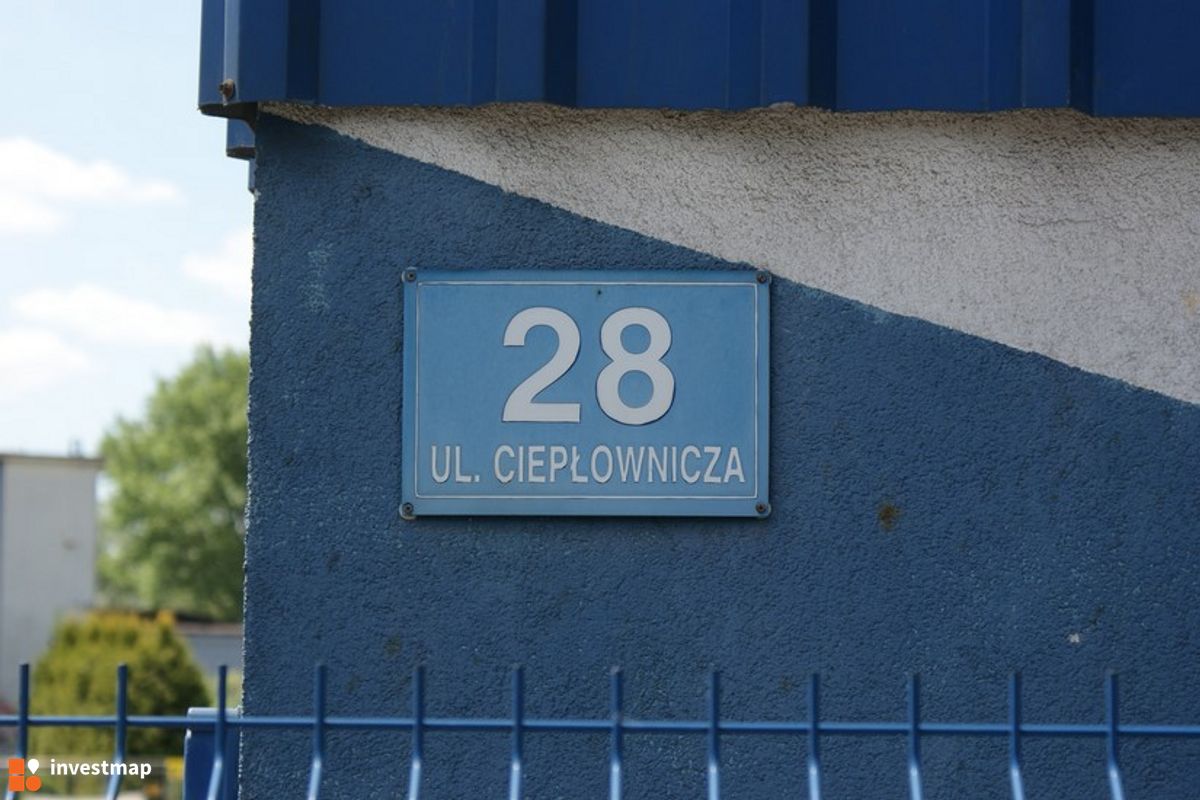 28
UL. CIEPŁOWNICZA
investmap